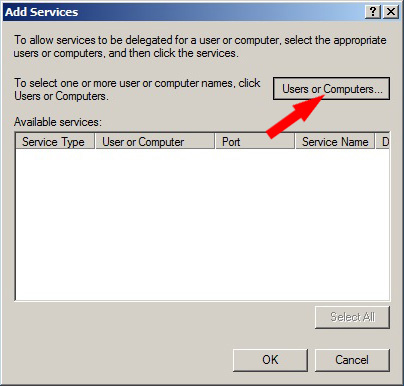 Add Services
To allow services to be delegated for a user or computer, select the appropriate
users or computers, and then click the services.
To select one or more user or computer names, click
Users or Computers.
Users or Computers...
Available services:
Service Type User or Computer Port Service Name D
Select All
OK Cancel